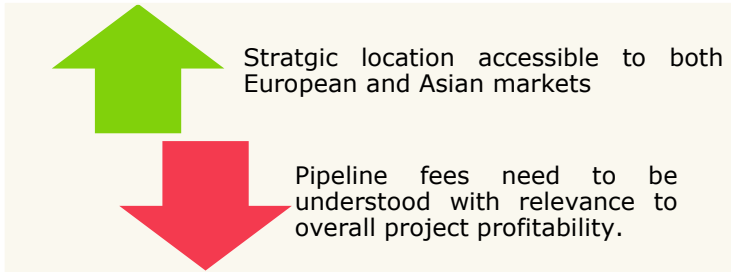 Stratgic location accessible to both
European and Asian markets
Pipeline fees need to be
understood with relevance to
overall project profitability.